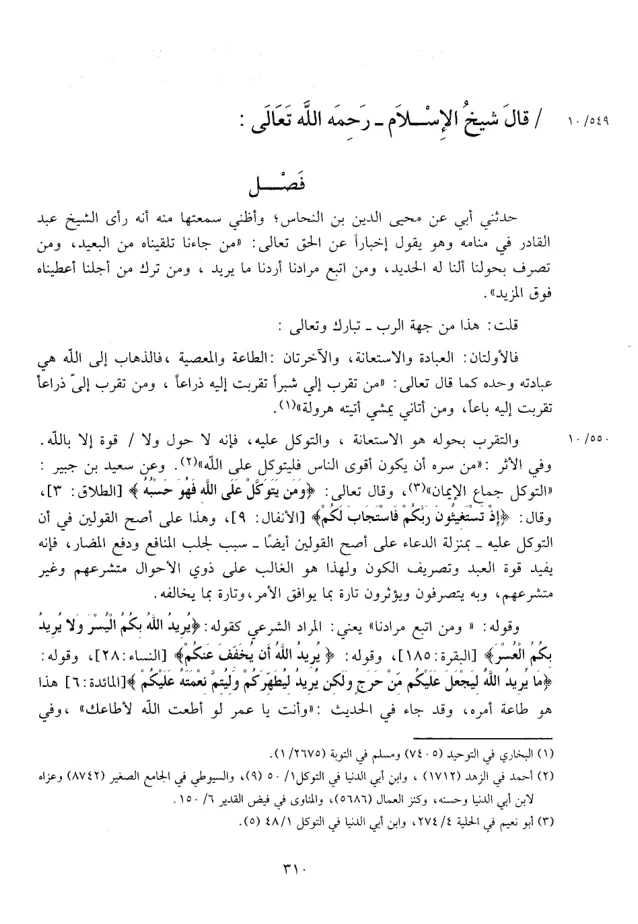 ١٠/٥٤٩ / قَالَ شَيخُ الإِسْـــلَامِ ـ رَحِمَه اللَّه تَعَالَى :
فَصْــــل
حدثني أبي عن محيى الدين بن النحاس؛ وأظني سمعتها منه أنه رأى الشيخ عبد
القادر في منامه وهو يقول إخباراً عن الحق تعالى: «من جاءنا تلقيناه من البعيد، ومن
تصرف بحولنا ألنا له الحديد، ومن اتبع مرادنا أردنا ما يريد ، ومن ترك من أجلنا أعطيناه
فوق المزيد».
قلت: هذا من جهة الرب ـ تبارك وتعالى :
فالأولتان: العبادة والاستعانة، والآخرتان :الطاعة والمعصية ،فالذهاب إلى الله هي
عبادته وحده كما قال تعالى: «من تقرب إلي شبراً تقربت إليه ذراعاً ، ومن تقرب إلىّ ذراعاً
تقربت إليه باعاً، ومن أتاني يمشي أتيته هرولة»(١).
١٠/٥٥٠ والتقرب بحوله هو الاستعانة ، والتوكل عليه، فإنه لا حول ولا / قوة إلا بالله.
وفي الأثر :«من سره أن يكون أقوى الناس فليتوكل على الله»(٢). وعن سعيد بن جبير :
«التوكل جماع الإيمان»(٣)، وقال تعالى: ﴿وَمَن يَتَوَكَّلْ عَلَى اللَّه فَهُوَ حَسْبُهُ ﴾ [الطلاق: ٣]،
وقال: ﴿إِذْ تَسْتَغِيثُونَ رَبَّكُمْ فَاسْتَجَابَ لَكُمْ﴾ [الأنفال: ٩]، وهذا على أصح القولين في أن
التوكل عليه ـ بمنزلة الدعاء على أصح القولين أيضًا ـ سبب لجلب المنافع ودفع المضار، فإنه
يفيد قوة العبد وتصريف الكون ولهذا هو الغالب على ذوي الأحوال متشرعهم وغير
متشرعهم، وبه يتصرفون ويؤثرون تارة بما يوافق الأمر،وتارة بما يخالفه.
وقوله: « ومن اتبع مرادنا» يعني: المراد الشرعي كقوله: ﴿يُرِيدُ اللَّهُ بِكُمُ الْيُسْرَ وَلا يُرِيدُ
بِكُمُ الْعُسْرَ﴾ [البقرة:١٨٥]، وقوله: ﴿ يُرِيدُ اللَّهُ أَن يُخَفِّفَ عَنكُمْ﴾ [النساء:٢٨]، وقوله:
﴿مَا يُرِيدُ اللَّه لِيَجْعَلَ عَلَيْكُم مِّنْ حَرَجٍ وَلَكِن يُرِيدُ لِيُطَهِّرَكُمْ وَلِيُتِمَّ نِعْمَتَهُ عَلَيْكُمْ ﴾[المائدة:٦] هذا
هو طاعة أمره، وقد جاء في الحديث :«وأنت يا عمر لو أطعت الله لأطاعك» ،وفي
(١) البخاري في التوحيد (٧٤٠٥) ومسلم في التوبة (١/٢٦٧٥).
(٢) أحمد في الزهد (١٧١٢) ، وابن أبي الدنيا في التوكل٥٠/١ (٩)، والسيوطي في الجامع الصغير (٨٧٤٢) وعزاه
لابن أبي الدنيا وحسنه، وكنز العمال (٥٦٨٦)، والمناوى في فيض القدير ٦/ ١٥٠.
(٣) أبو نعيم في الحلية ٤/ ٢٧٤، وابن أبي الدنيا في التوكل ٤٨/١ (٥).
٣١٠